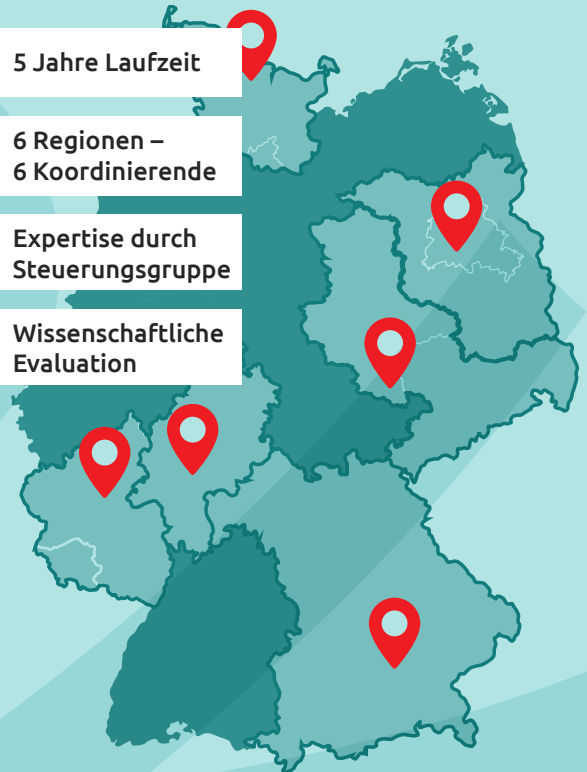 5 Jahre Laufzeit
6 Regionen –
6 Koordinierende
Expertise durch
Steuerungsgruppe
Wissenschaftliche
Evaluation